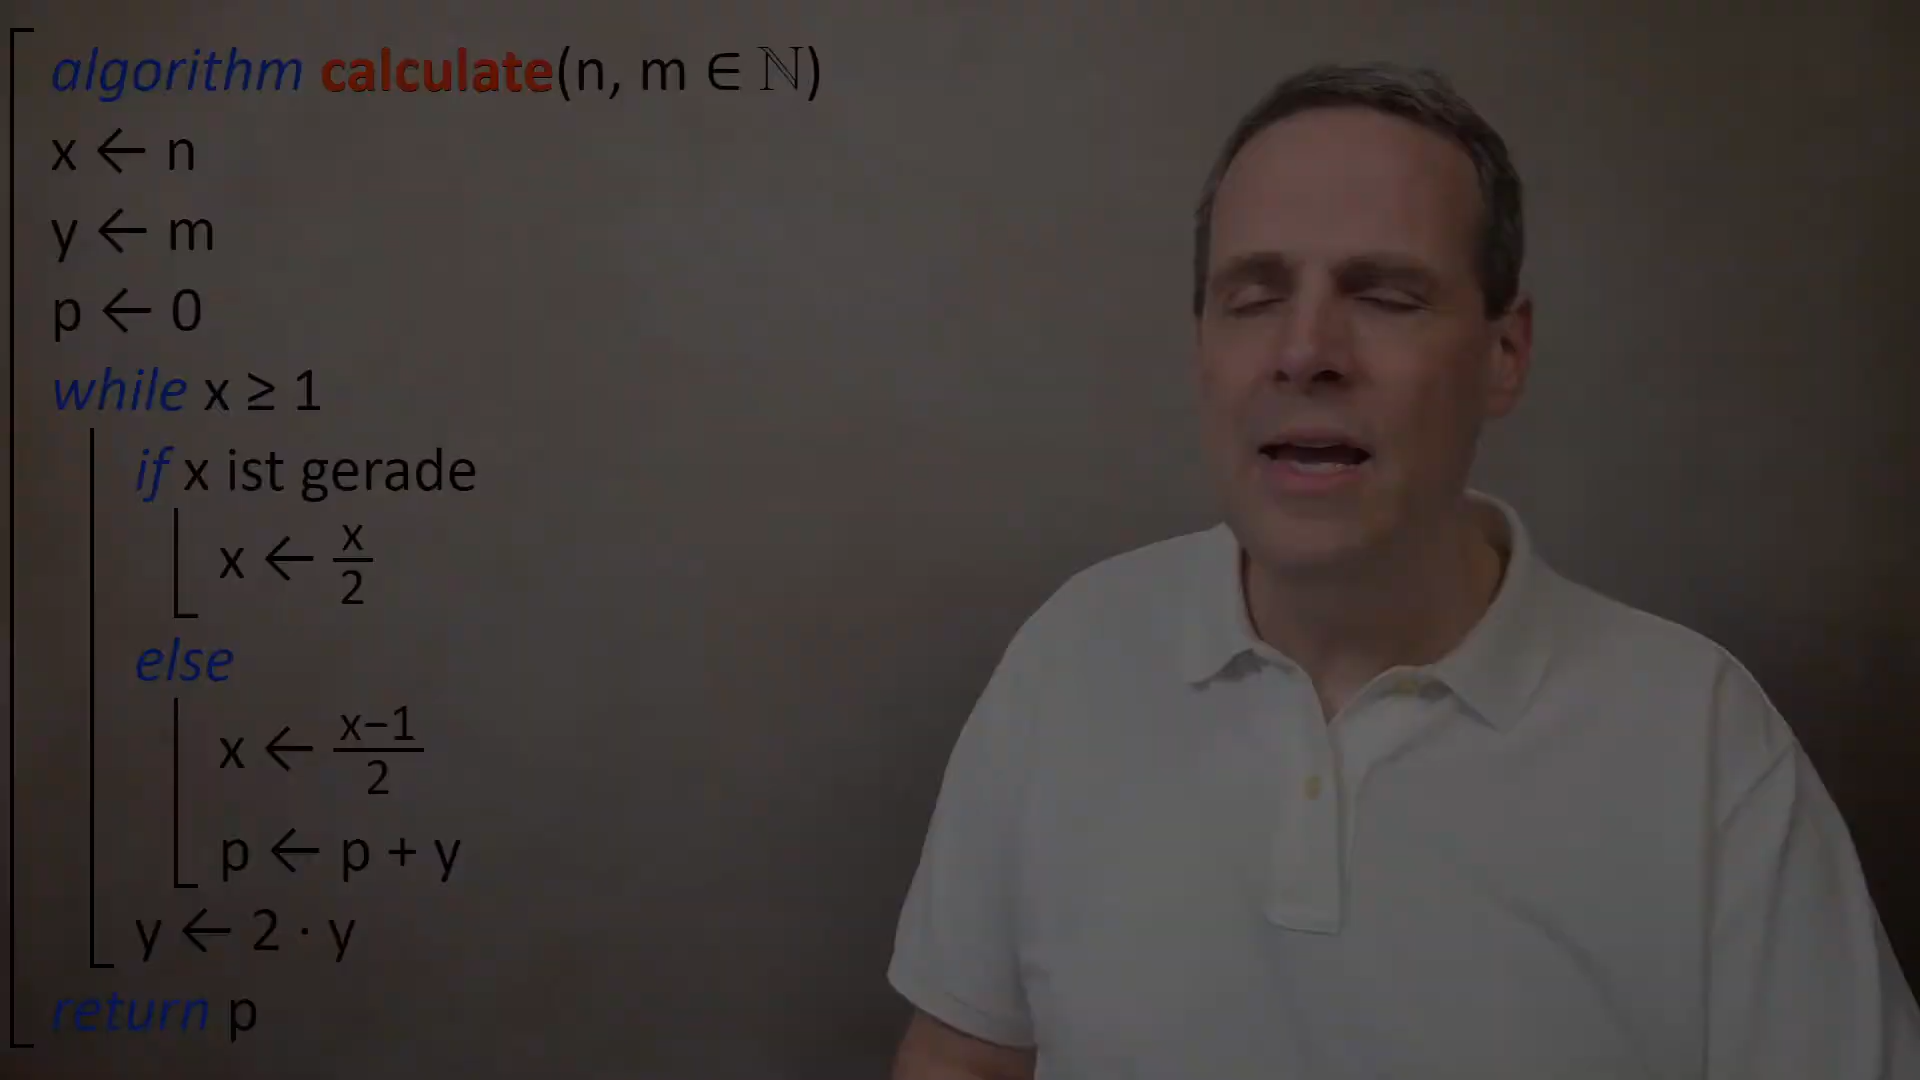 algorithm calculate(n, m ∈ ℕ)
x ← n
y ← m
p ← 0
while x ≥ 1
if x ist gerade
x ← x/2
else
x ← x−1/2
p ← p + y
y ← 2 · y
return p